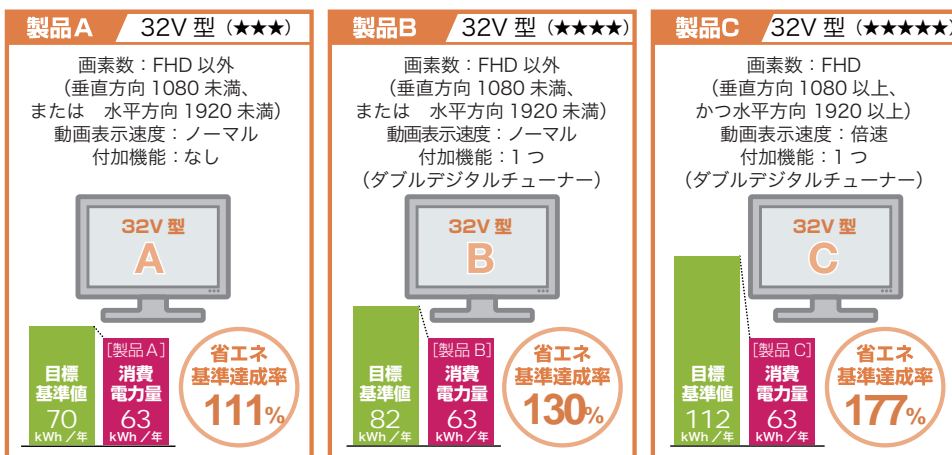 製品A 32V 型（★★★）
画素数：FHD 以外
（垂直方向 1080 未満、
または　水平方向 1920 未満）
動画表示速度：ノーマル
付加機能：なし
32V 型
A
目標
基準値
70
kWh／年
[製品A]
消費
電力量
63
kWh／年
省エネ
基準達成率
111%
製品B 32V 型（★★★★）
画素数：FHD 以外
（垂直方向 1080 未満、
または　水平方向 1920 未満）
動画表示速度：ノーマル
付加機能：1 つ
（ダブルデジタルチューナー）
32V 型
B
目標
基準値
82
kWh／年
[製品 B]
消費
電力量
63
kWh／年
省エネ
基準達成率
130%
製品C 32V 型（★★★★★）
画素数：FHD
（垂直方向 1080 以上、
かつ水平方向 1920 以上）
動画表示速度：倍速
付加機能：1 つ
（ダブルデジタルチューナー）
32V 型
C
目標
基準値
112
kWh／年
[製品 C]
消費
電力量
63
kWh／年
省エネ
基準達成率
177%